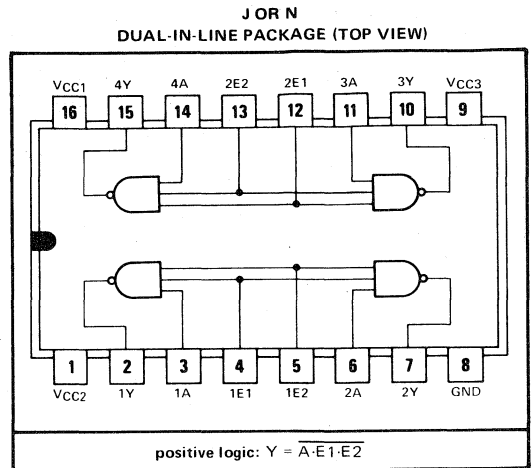 J OR N
DUAL-IN-LINE PACKAGE (TOP VIEW)
VCC1 4Y 4A 2E2 2E1 3A 3Y VCC3
16 15 14 13 12 11 10 9
1 2 3 4 5 6 7 8
VCC2 1Y 1A 1E1 1E2 2A 2Y GND
positive logic: Y = \overline{A·E1·E2}